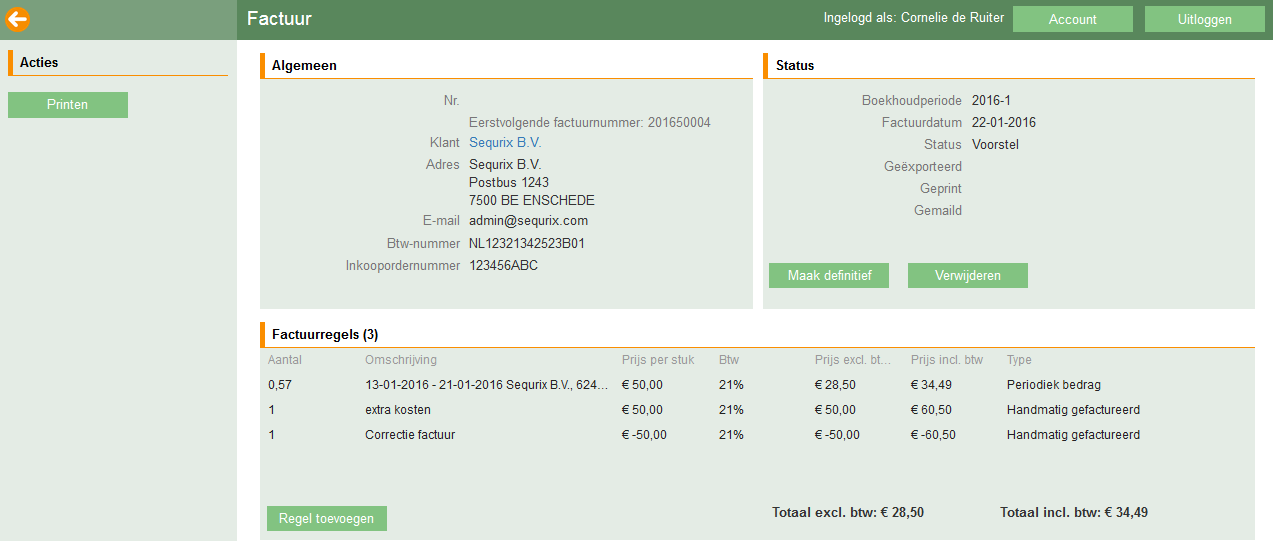 Factuur
Ingelogd als: Cornelie de Ruiter
Account
Uitloggen
Acties
Printen
Algemeen
Nr.
Eerstvolgende factuurnummer: 201650004
Klant Sequrix B.V.
Adres Sequrix B.V.
Postbus 1243
7500 BE ENSCHEDE
E-mail admin@sequrix.com
Btw-nummer NL12321342523B01
Inkoopordernummer 123456ABC
Status
Boekhoudperiode 2016-1
Factuurdatum 22-01-2016
Status Voorstel
Geëxporteerd
Geprint
Gemaild
Maak definitief Verwijderen
Factuurregels (3)
Aantal Omschrijving Prijs per stuk Btw Prijs excl. bt... Prijs incl. btw Type
0,57 13-01-2016 - 21-01-2016 Sequrix B.V., 624... € 50,00 21% € 28,50 € 34,49 Periodiek bedrag
1 extra kosten € 50,00 21% € 50,00 € 60,50 Handmatig gefactureerd
1 Correctie factuur € -50,00 21% € -50,00 € -60,50 Handmatig gefactureerd
Regel toevoegen Totaal excl. btw: € 28,50 Totaal incl. btw: € 34,49